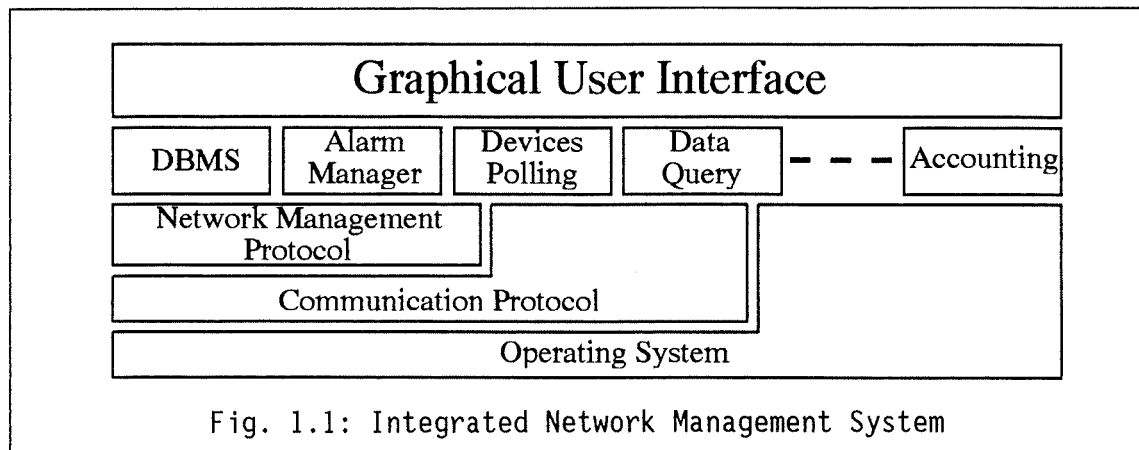 Graphical User Interface
DBMS
Alarm
Manager
Devices
Polling
Data
Query
Accounting
Network Management
Protocol
Communication Protocol
Operating System
Fig. 1.1: Integrated Network Management System